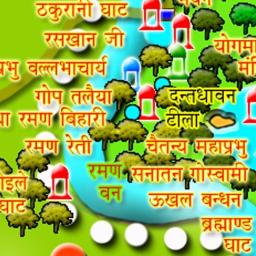 ठकुरानी घाट
रसखान जी
योगमा
प्रभु वल्लभाचार्य
गोप तलैया
दन्तधावन
टीला
या रमण बिहारी
रमण रेती
चैतन्य महाप्रभु
रमण
वन
सनातन गोस्वामी
घाट
ऊखल बन्धन
ब्रह्माण्ड
घाट